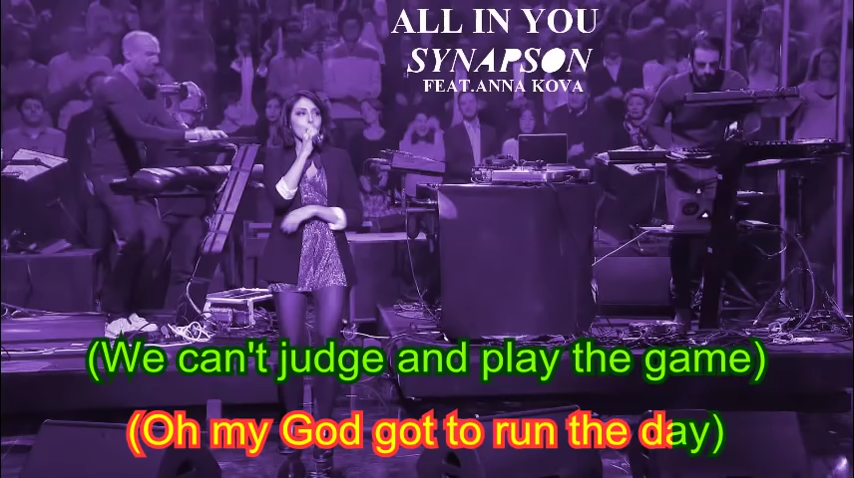 ALL IN YOU
SYNAPSON
FEAT.ANNA KOVA
(We can't judge and play the game)
(Oh my God got to run the day)